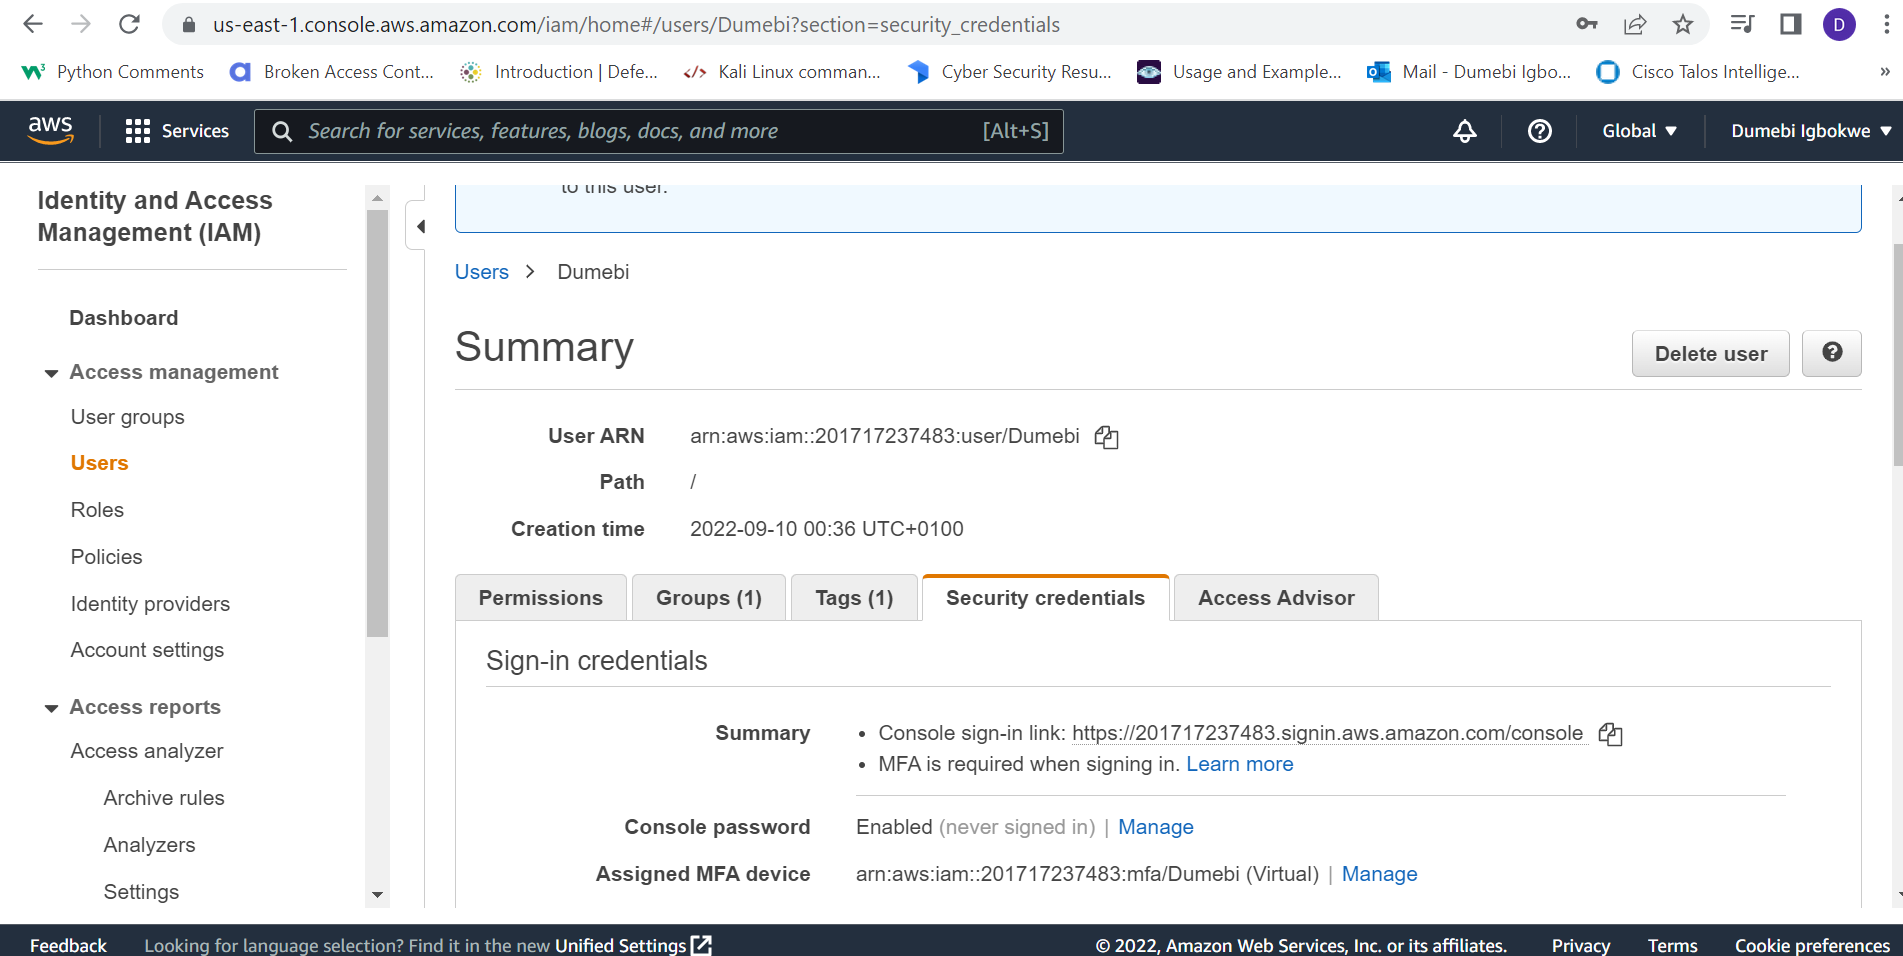 us-east-1.console.aws.amazon.com/iam/home#/users/Dumebi?section=security_credentials
D
Python Comments
Broken Access Cont...
Introduction | Defe...
Kali Linux comman...
Cyber Security Resu...
Usage and Example...
Mail - Dumebi Igbo...
Cisco Talos Intellige...
»
aws
Services
Search for services, features, blogs, docs, and more [Alt+S]
Global
Dumebi Igbokwe
Identity and Access
Management (IAM)
Dashboard
Access management
User groups
Users
Roles
Policies
Identity providers
Account settings
Access reports
Access analyzer
Archive rules
Analyzers
Settings
to this user.
Users > Dumebi
Summary
Delete user
User ARN arn:aws:iam::201717237483:user/Dumebi
Path /
Creation time 2022-09-10 00:36 UTC+0100
Permissions
Groups (1)
Tags (1)
Security credentials
Access Advisor
Sign-in credentials
Summary • Console sign-in link: https://201717237483.signin.aws.amazon.com/console
• MFA is required when signing in. Learn more
Console password Enabled (never signed in) | Manage
Assigned MFA device arn:aws:iam::201717237483:mfa/Dumebi (Virtual) | Manage
Feedback Looking for language selection? Find it in the new Unified Settings © 2022, Amazon Web Services, Inc. or its affiliates. Privacy Terms Cookie preferences